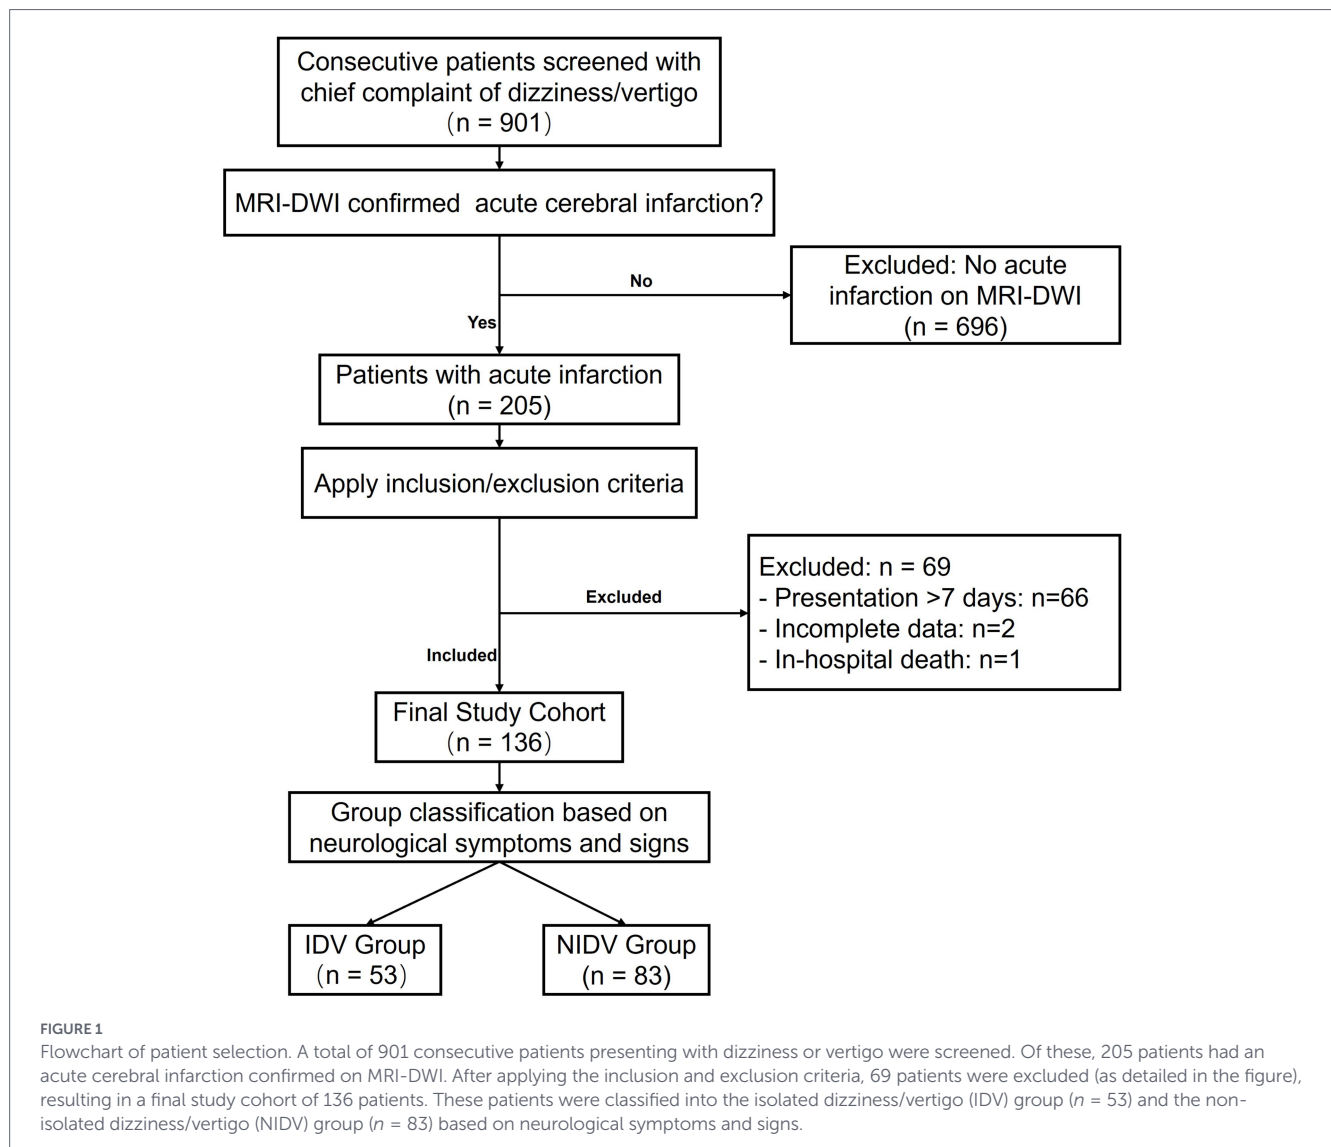 Consecutive patients screened with
chief complaint of dizziness/vertigo
（n = 901）
MRI-DWI confirmed  acute cerebral infarction?
No
Excluded: No acute
infarction on MRI-DWI
(n = 696)
Yes
Patients with acute infarction
(n = 205)
Apply inclusion/exclusion criteria
Excluded
Excluded: n = 69
- Presentation >7 days: n=66
- Incomplete data: n=2
- In-hospital death: n=1
Included
Final Study Cohort
（n = 136）
Group classification based on
neurological symptoms and signs
IDV Group
（n = 53）
NIDV Group
(n = 83)
FIGURE 1
Flowchart of patient selection. A total of 901 consecutive patients presenting with dizziness or vertigo were screened. Of these, 205 patients had an
acute cerebral infarction confirmed on MRI-DWI. After applying the inclusion and exclusion criteria, 69 patients were excluded (as detailed in the figure),
resulting in a final study cohort of 136 patients. These patients were classified into the isolated dizziness/vertigo (IDV) group (n = 53) and the non-
isolated dizziness/vertigo (NIDV) group (n = 83) based on neurological symptoms and signs.